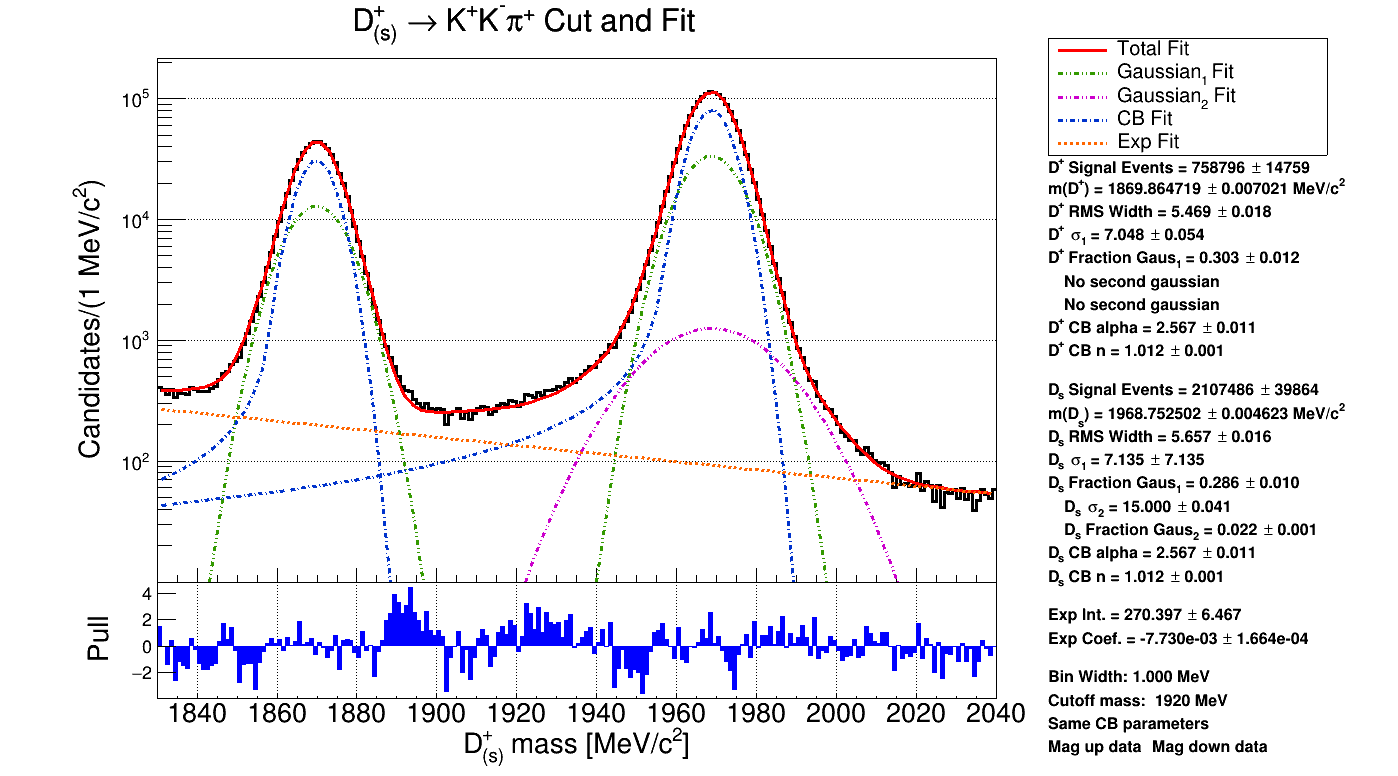 D⁺₍ₛ₎ → K⁺K⁻π⁺ Cut and Fit
Candidates/(1 MeV/c²)
10⁵
10⁴
10³
10²
Pull
4
2
0
−2
1840 1860 1880 1900 1920 1940 1960 1980 2000 2020 2040
D⁺₍ₛ₎ mass [MeV/c²]
Total Fit
Gaussian₁ Fit
Gaussian₂ Fit
CB Fit
Exp Fit
D⁺ Signal Events = 758796 ± 14759
m(D⁺) = 1869.864719 ± 0.007021 MeV/c²
D⁺ RMS Width = 5.469 ± 0.018
D⁺ σ₁ = 7.048 ± 0.054
D⁺ Fraction Gaus₁ = 0.303 ± 0.012
No second gaussian
No second gaussian
D⁺ CB alpha = 2.567 ± 0.011
D⁺ CB n = 1.012 ± 0.001
Dₛ Signal Events = 2107486 ± 39864
m(Dₛ) = 1968.752502 ± 0.004623 MeV/c²
Dₛ RMS Width = 5.657 ± 0.016
Dₛ σ₁ = 7.135 ± 7.135
Dₛ Fraction Gaus₁ = 0.286 ± 0.010
Dₛ σ₂ = 15.000 ± 0.041
Dₛ Fraction Gaus₂ = 0.022 ± 0.001
Dₛ CB alpha = 2.567 ± 0.011
Dₛ CB n = 1.012 ± 0.001
Exp Int. = 270.397 ± 6.467
Exp Coef. = -7.730e-03 ± 1.664e-04
Bin Width: 1.000 MeV
Cutoff mass: 1920 MeV
Same CB parameters
Mag up data Mag down data